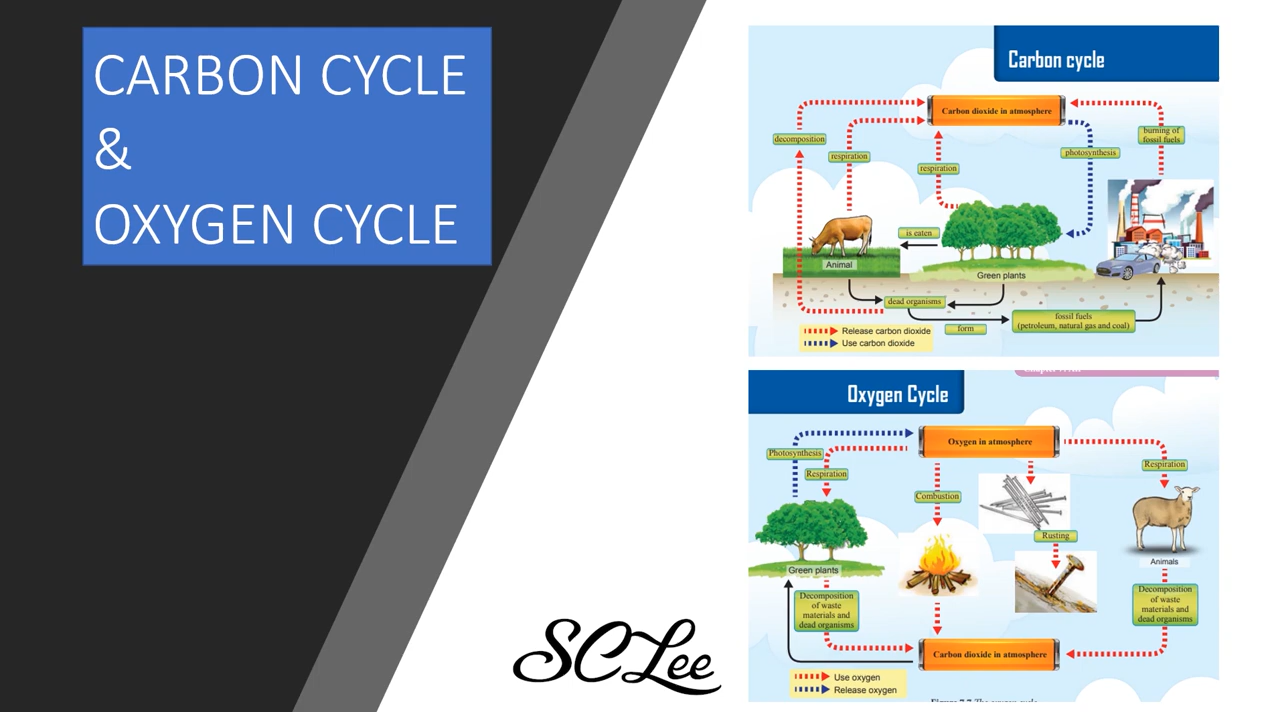 CARBON CYCLE
&
OXYGEN CYCLE
SCLee
Carbon cycle
Carbon dioxide in atmosphere
decomposition
respiration
respiration
photosynthesis
burning of
fossil fuels
is eaten
Animal
Green plants
dead organisms
form
fossil fuels
(petroleum, natural gas and coal)
Release carbon dioxide
Use carbon dioxide
Oxygen Cycle
Oxygen in atmosphere
Photosynthesis
Respiration
Combustion
Rusting
Respiration
Green plants
Animals
Decomposition
of waste
materials and
dead organisms
Decomposition
of waste
materials and
dead organisms
Carbon dioxide in atmosphere
Use oxygen
Release oxygen